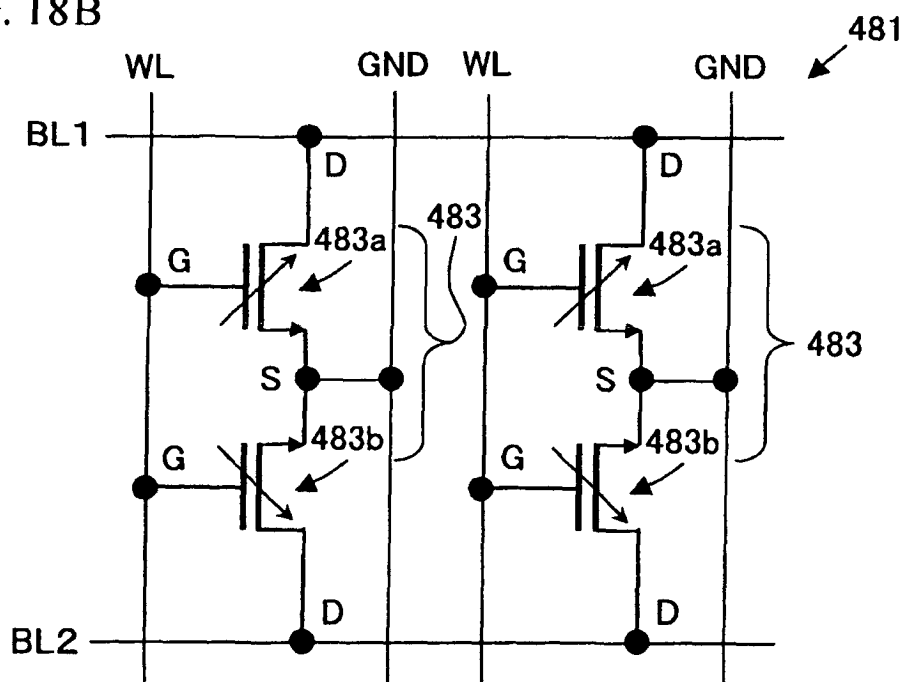 . 18B
481
WL GND WL GND
BL1
D D
483
483a 483a
G G
483
S S
483b 483b
G G
D D
BL2